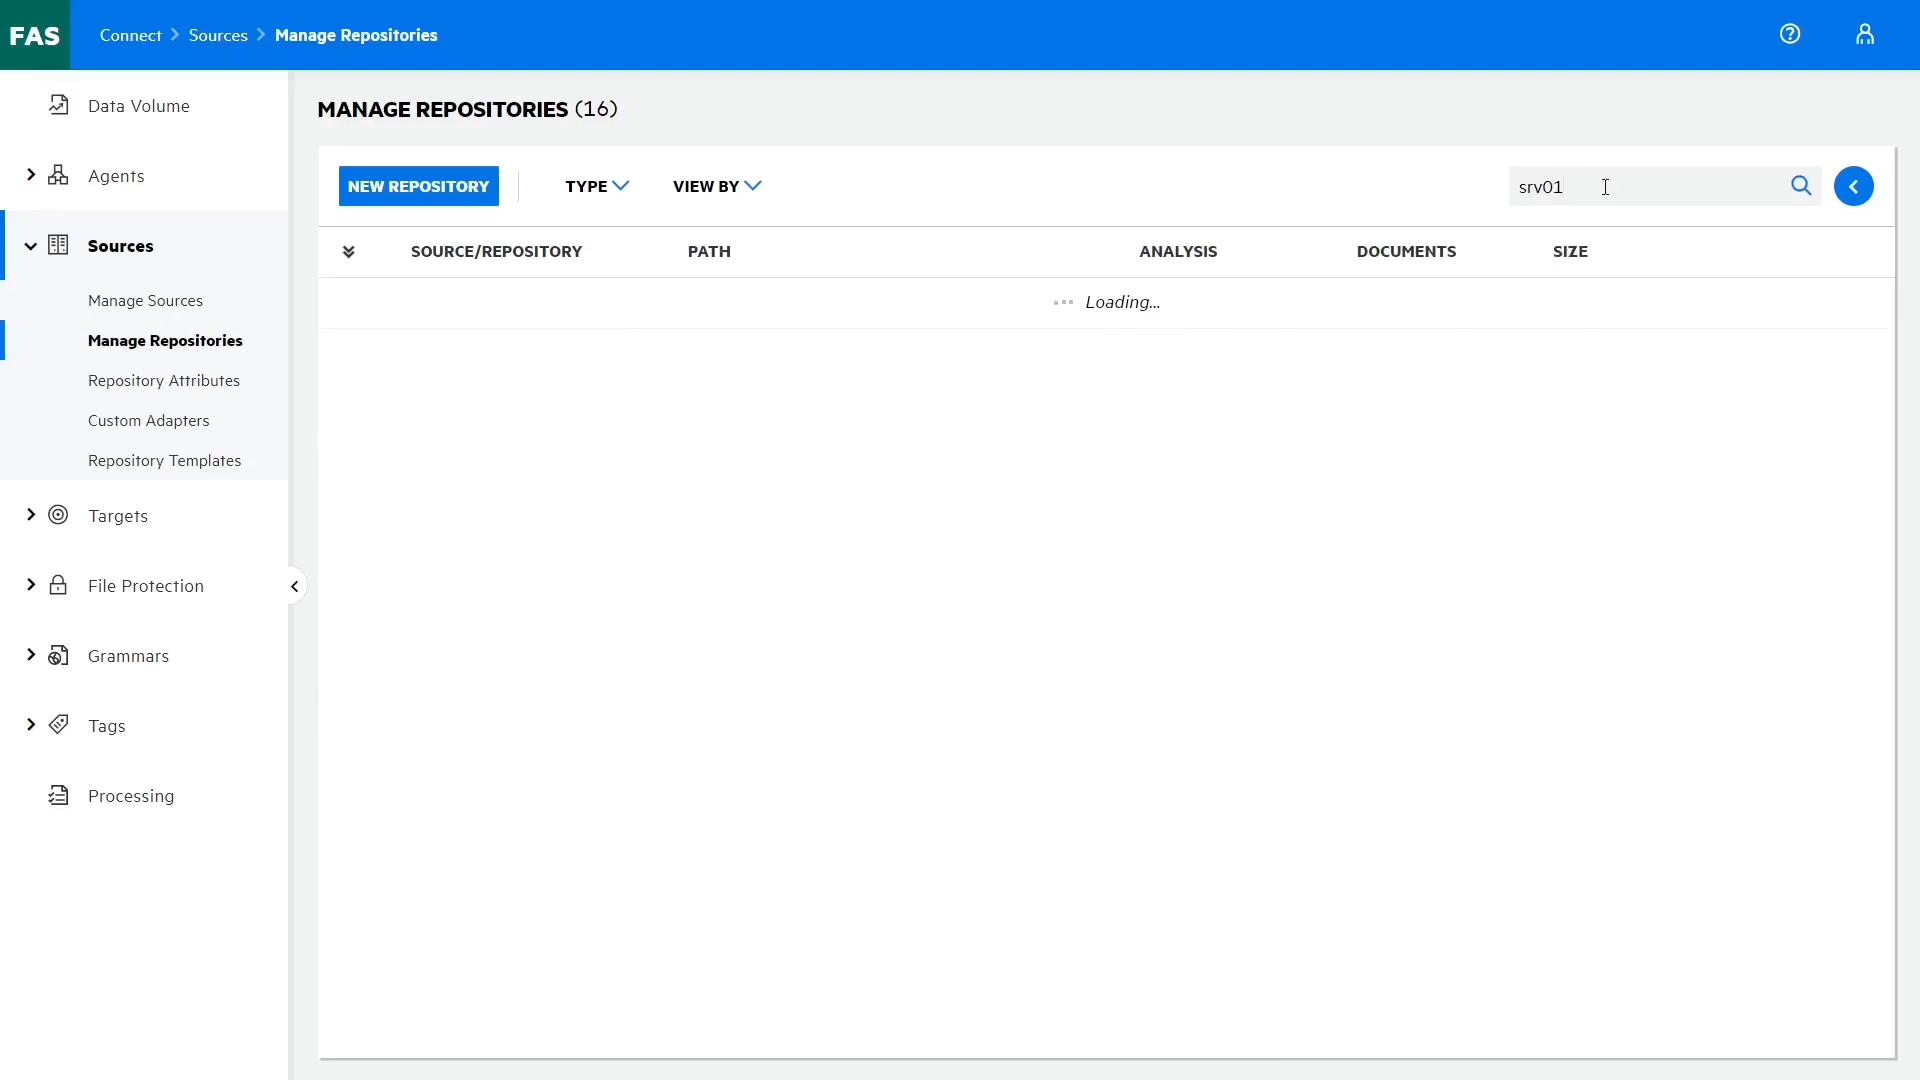 FAS
Connect > Sources > Manage Repositories
Data Volume
Agents
Sources
Manage Sources
Manage Repositories
Repository Attributes
Custom Adapters
Repository Templates
Targets
File Protection
Grammars
Tags
Processing
MANAGE REPOSITORIES (16)
NEW REPOSITORY TYPE VIEW BY srv01
SOURCE/REPOSITORY PATH ANALYSIS DOCUMENTS SIZE
Loading...